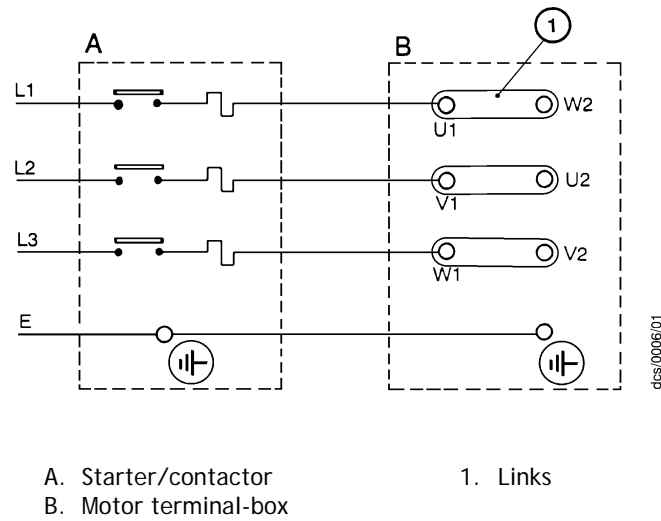 1
A
B
L1
W2
U1
L2
U2
V1
L3
V2
W1
E
dcs/0006/01
A. Starter/contactor
1. Links
B. Motor terminal-box